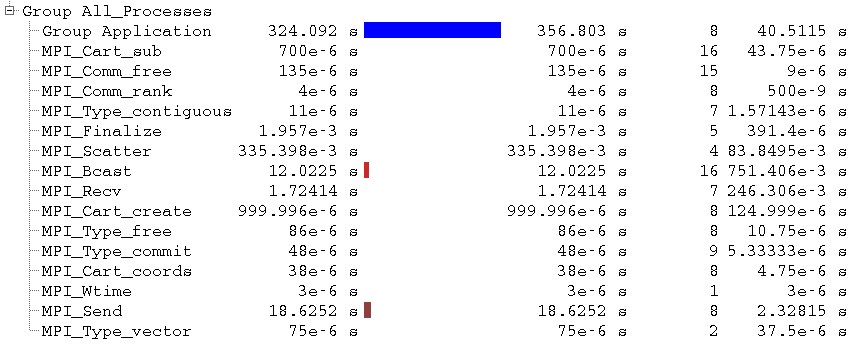 Group All_Processes
Group Application 324.092 s 356.803 s 8 40.5115 s
MPI_Cart_sub 700e-6 s 700e-6 s 16 43.75e-6 s
MPI_Comm_free 135e-6 s 135e-6 s 15 9e-6 s
MPI_Comm_rank 4e-6 s 4e-6 s 8 500e-9 s
MPI_Type_contiguous 11e-6 s 11e-6 s 7 1.57143e-6 s
MPI_Finalize 1.957e-3 s 1.957e-3 s 5 391.4e-6 s
MPI_Scatter 335.398e-3 s 335.398e-3 s 4 83.8495e-3 s
MPI_Bcast 12.0225 s 12.0225 s 16 751.406e-3 s
MPI_Recv 1.72414 s 1.72414 s 7 246.306e-3 s
MPI_Cart_create 999.996e-6 s 999.996e-6 s 8 124.999e-6 s
MPI_Type_free 86e-6 s 86e-6 s 8 10.75e-6 s
MPI_Type_commit 48e-6 s 48e-6 s 9 5.33333e-6 s
MPI_Cart_coords 38e-6 s 38e-6 s 8 4.75e-6 s
MPI_Wtime 3e-6 s 3e-6 s 1 3e-6 s
MPI_Send 18.6252 s 18.6252 s 8 2.32815 s
MPI_Type_vector 75e-6 s 75e-6 s 2 37.5e-6 s